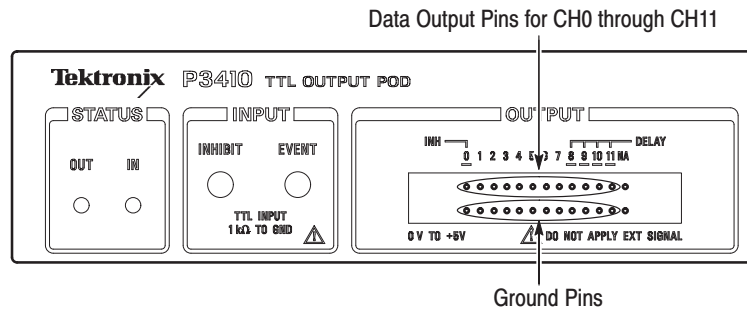 Data Output Pins for CH0 through CH11
Tektronix P3410 TTL OUTPUT POD
STATUS
OUT IN
INPUT
INHIBIT EVENT
TTL INPUT
1 kΩ TO GND
OUTPUT
INH DELAY
0 1 2 3 4 5 6 7 8 9 10 11 NA
0 V TO +5V DO NOT APPLY EXT SIGNAL
Ground Pins